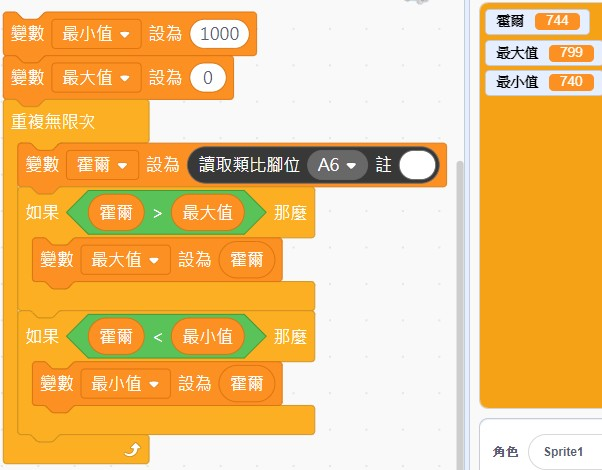 變數 最小值 設為 1000
變數 最大值 設為 0
重複無限次
變數 霍爾 設為 讀取類比腳位 A6 註
如果 霍爾 > 最大值 那麼
變數 最大值 設為 霍爾
如果 霍爾 < 最小值 那麼
變數 最小值 設為 霍爾
霍爾 744
最大值 799
最小值 740
角色 Sprite1